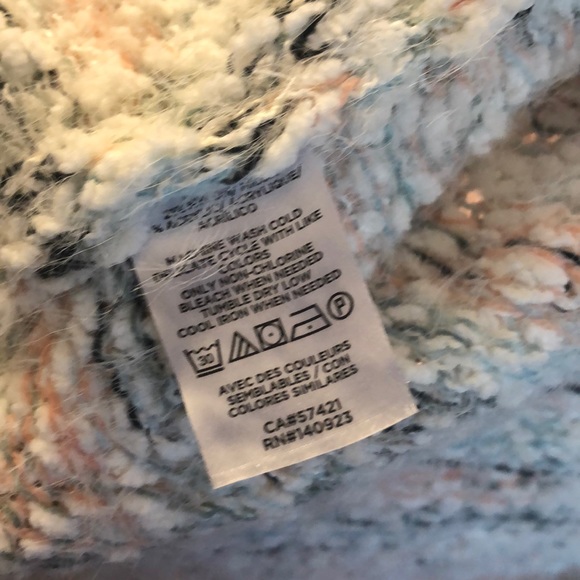 ACRÍLICO
MACHINE WASH COLD
DELICATE CYCLE WITH LIKE
COLORS
ONLY NON-CHLORINE
BLEACH WHEN NEEDED
TUMBLE DRY LOW
COOL IRON WHEN NEEDED
30 P
AVEC DES COULEURS
SEMBLABLES / CON
COLORES SIMILARES
CA#57421
RN#140923